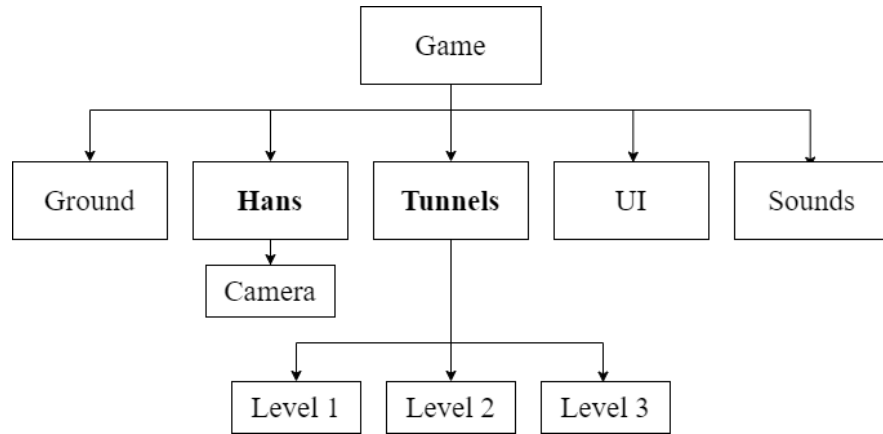 Game
Ground
Hans
Tunnels
UI
Sounds
Camera
Level 1
Level 2
Level 3